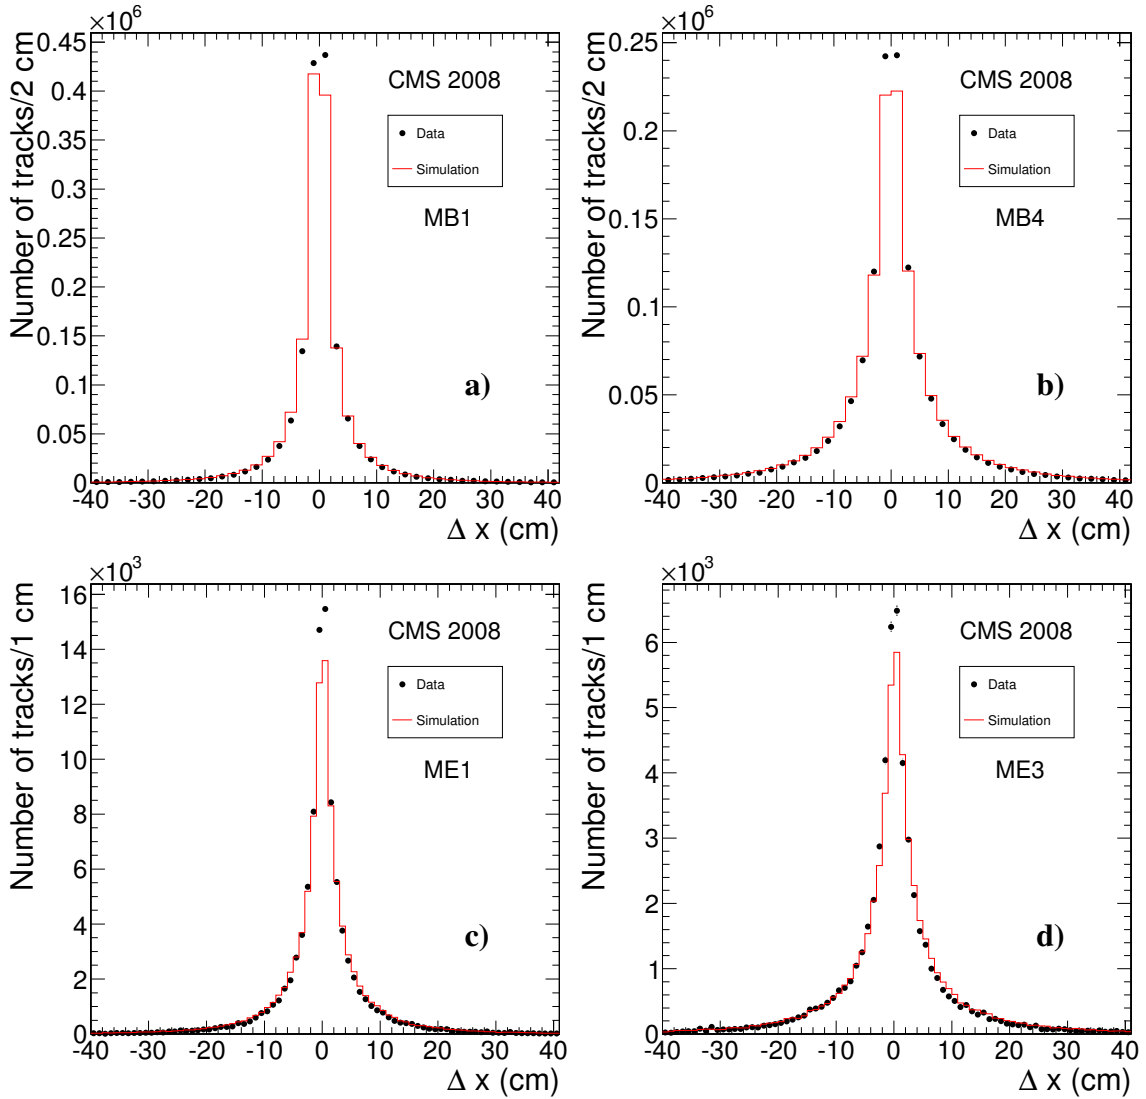 ×10⁶
Number of tracks/2 cm
0.45
0.4
0.35
0.3
0.25
0.2
0.15
0.1
0.05
0
CMS 2008
Data
Simulation
MB1
a)
-40 -30 -20 -10 0 10 20 30 40
Δ x (cm)
×10⁶
Number of tracks/2 cm
0.25
0.2
0.15
0.1
0.05
0
CMS 2008
Data
Simulation
MB4
b)
-40 -30 -20 -10 0 10 20 30 40
Δ x (cm)
×10³
Number of tracks/1 cm
16
14
12
10
8
6
4
2
0
CMS 2008
Data
Simulation
ME1
c)
-40 -30 -20 -10 0 10 20 30 40
Δ x (cm)
×10³
Number of tracks/1 cm
6
5
4
3
2
1
0
CMS 2008
Data
Simulation
ME3
d)
-40 -30 -20 -10 0 10 20 30 40
Δ x (cm)